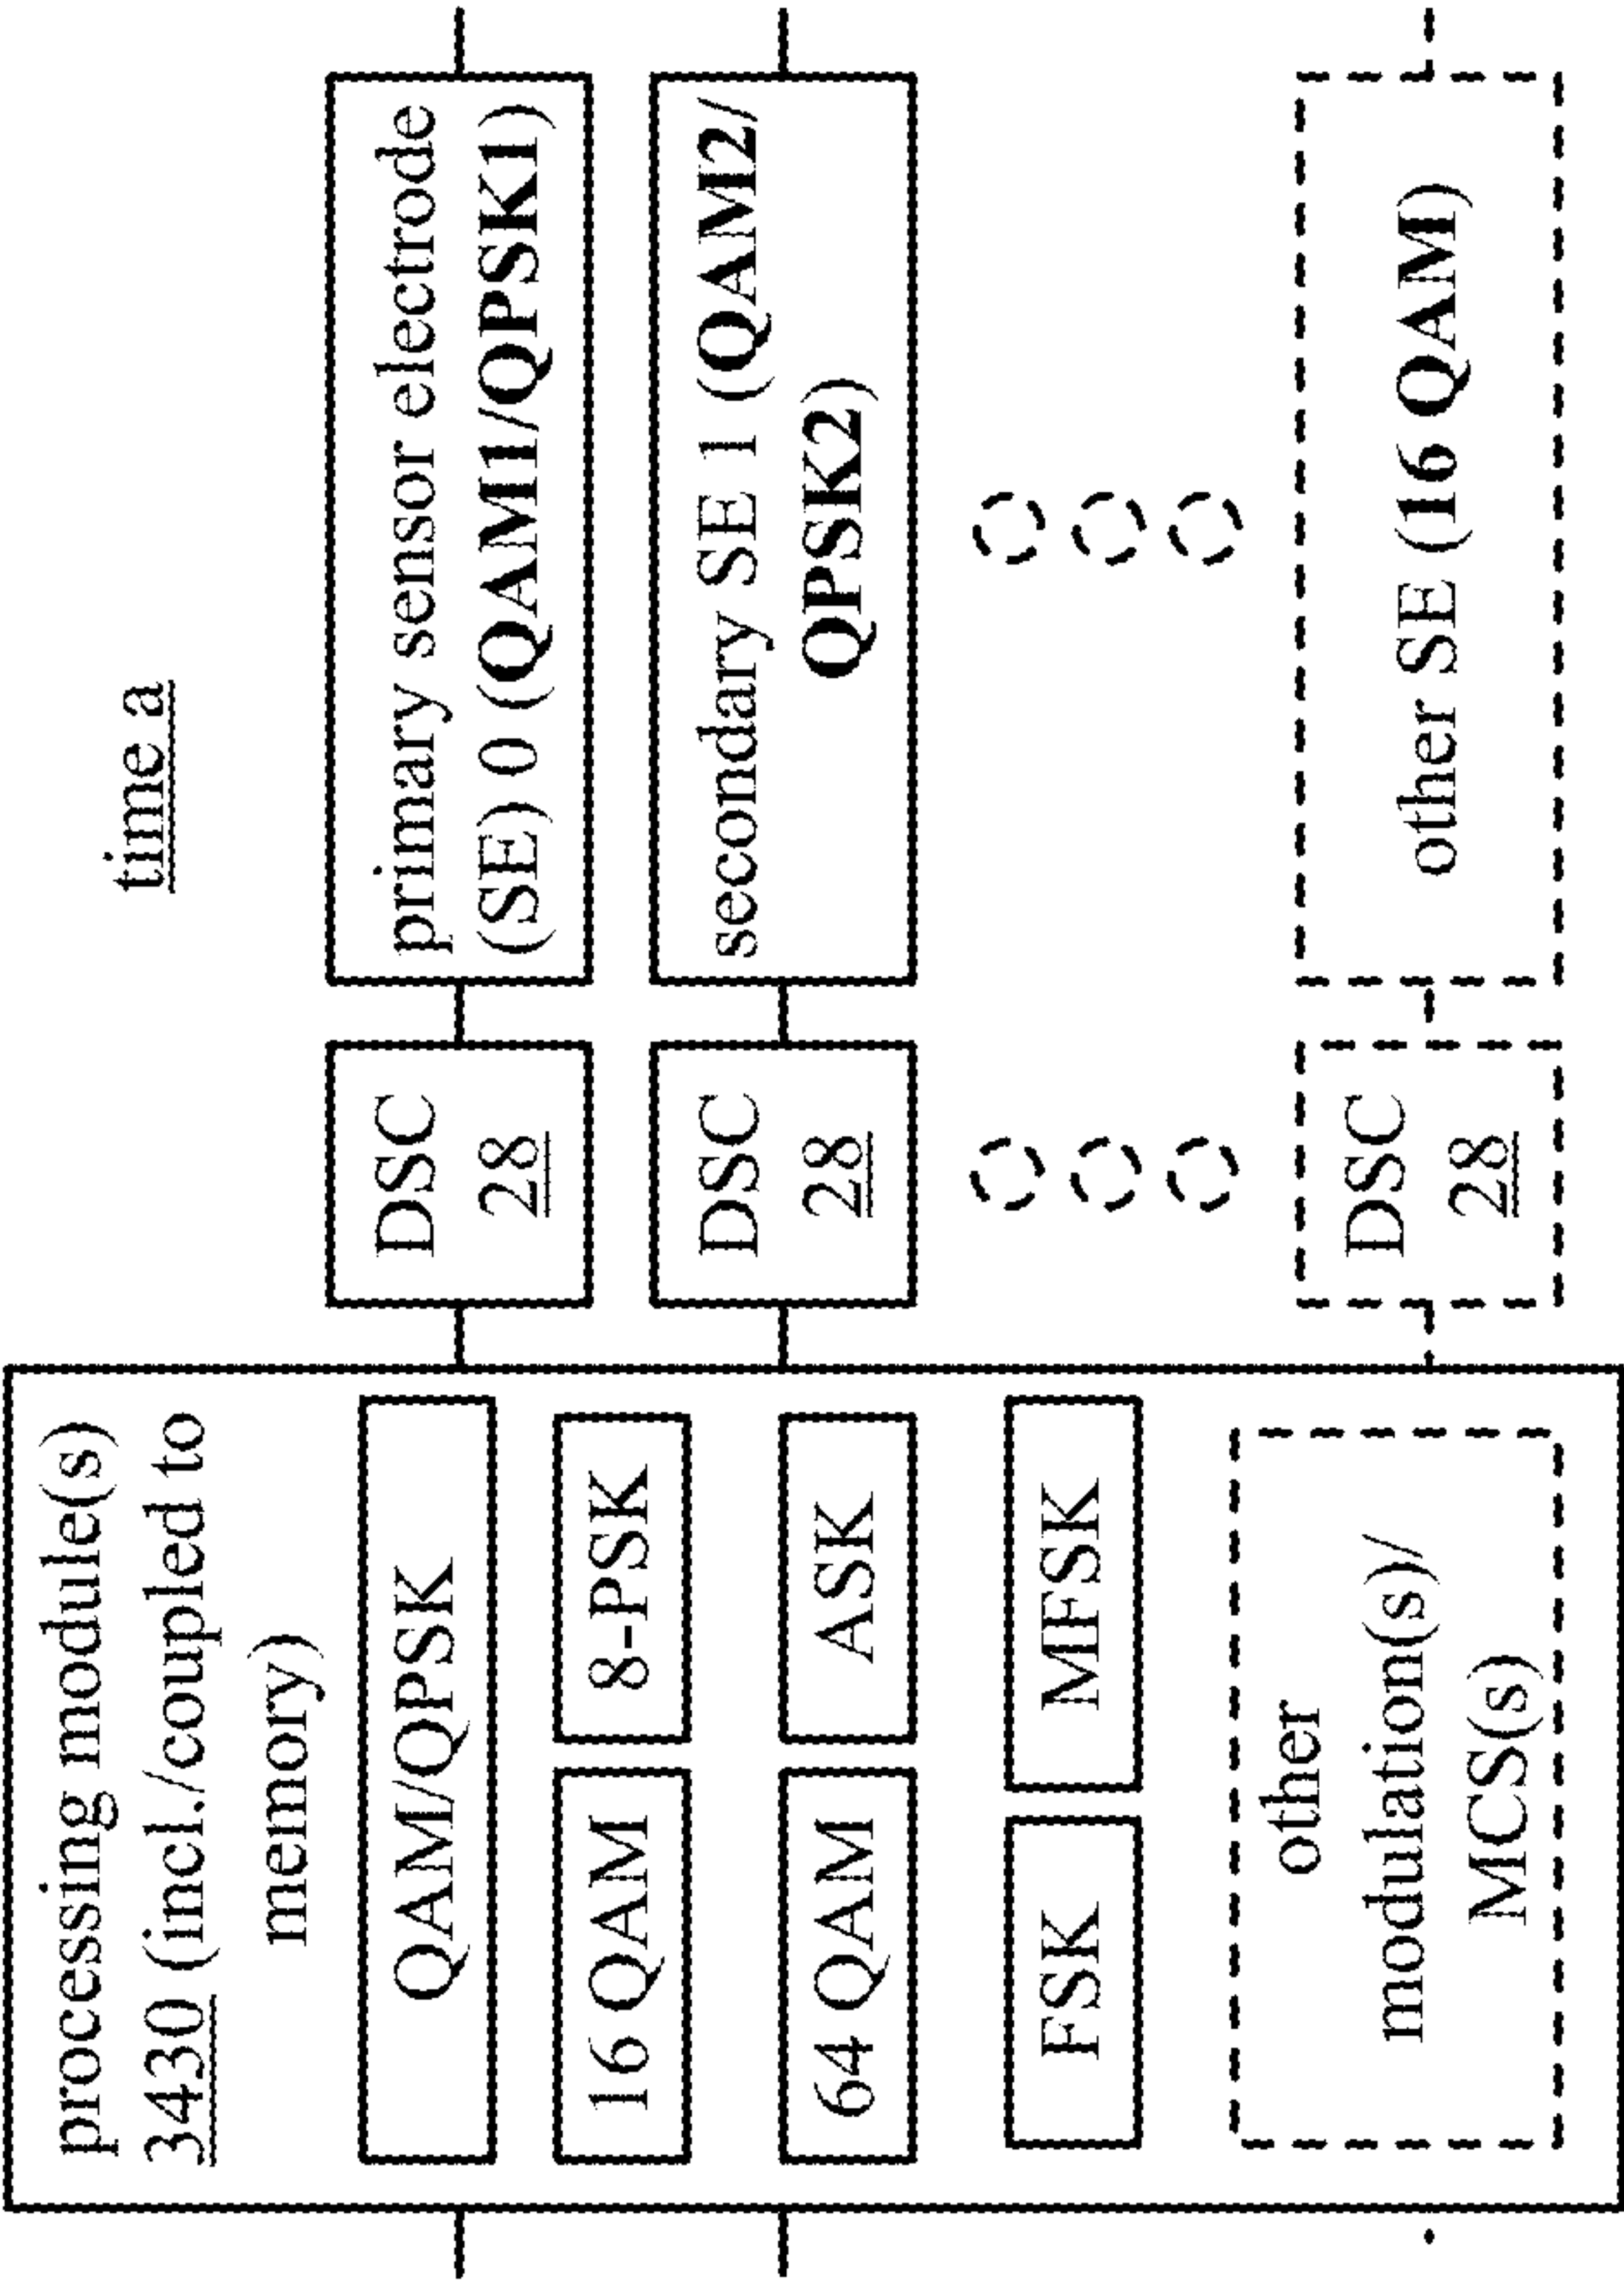 time a
processing module(s)
3430 (incl./coupled to
memory)
QAM/QPSK
16 QAM
8-PSK
64 QAM
ASK
FSK
MFSK
other
modulation(s)/
MCS(s)
DSC
28
primary sensor electrode
(SE) 0 (QAM1/QPSK1)
DSC
28
secondary SE 1 (QAM2/
QPSK2)
DSC
28
other SE (16 QAM)